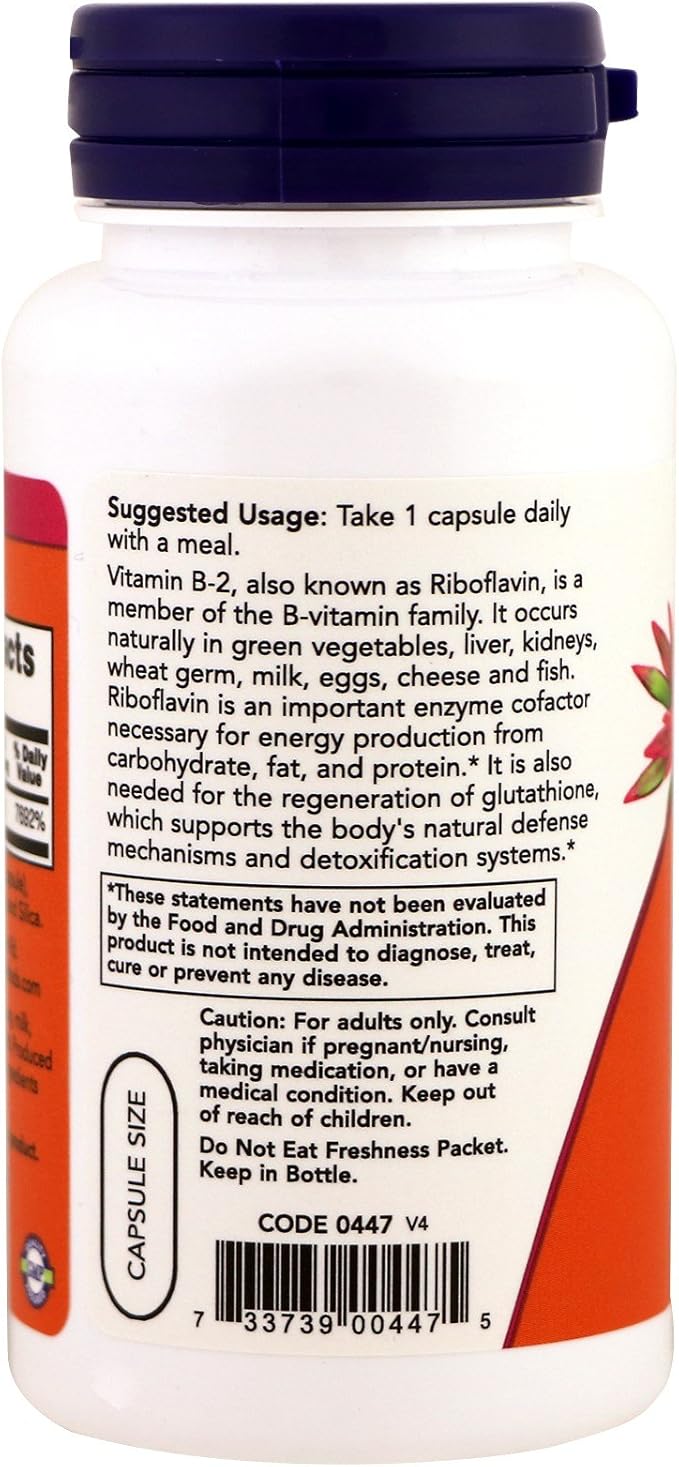 Suggested Usage: Take 1 capsule daily
with a meal.
Vitamin B-2, also known as Riboflavin, is a
member of the B-vitamin family. It occurs
naturally in green vegetables, liver, kidneys,
wheat germ, milk, eggs, cheese and fish.
Riboflavin is an important enzyme cofactor
necessary for energy production from
carbohydrate, fat, and protein.* It is also
needed for the regeneration of glutathione,
which supports the body's natural defense
mechanisms and detoxification systems.*
*These statements have not been evaluated
by the Food and Drug Administration. This
product is not intended to diagnose, treat,
cure or prevent any disease.
Caution: For adults only. Consult
physician if pregnant/nursing,
taking medication, or have a
medical condition. Keep out
of reach of children.
Do Not Eat Freshness Packet.
Keep in Bottle.
CAPSULE SIZE
CODE 0447 V4
7 33739 00447 5
% Daily
Value
7692%
Silica.
milk,
product.
GMP